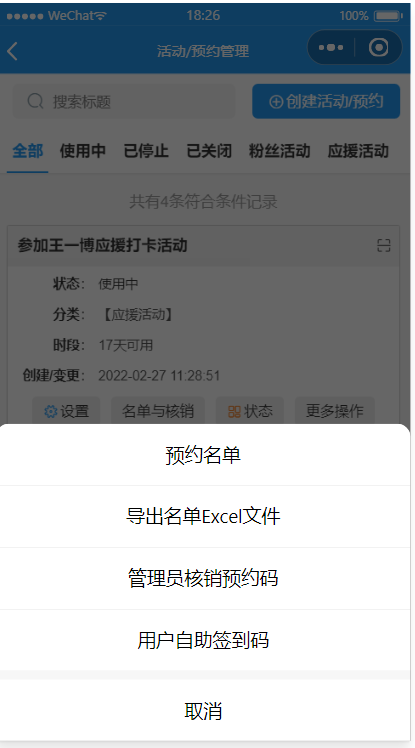 WeChat 18:26 100%
活动/预约管理
搜索标题 创建活动/预约
全部 使用中 已停止 已关闭 粉丝活动 应援活动
共有4条符合条件记录
参加王一博应援打卡活动
状态： 使用中
分类： 【应援活动】
时段： 17天可用
创建/变更： 2022-02-27 11:28:51
设置 名单与核销 状态 更多操作
预约名单
导出名单Excel文件
管理员核销预约码
用户自助签到码
取消